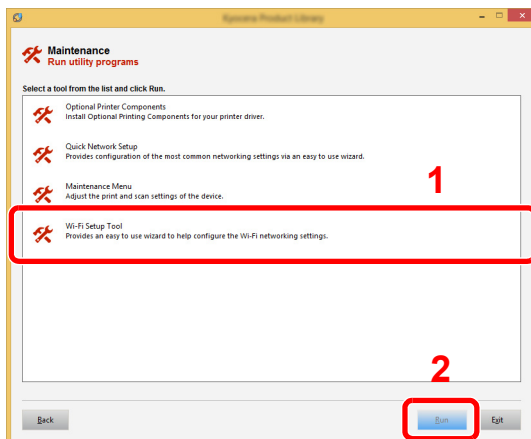 Kyocera Product Library
Maintenance
Run utility programs
Select a tool from the list and click Run.
Optional Printer Components
Install Optional Printing Components for your printer driver.
Quick Network Setup
Provides configuration of the most common networking settings via an easy to use wizard.
1
Maintenance Menu
Adjust the print and scan settings of the device.
Wi-Fi Setup Tool
Provides an easy to use wizard to help configure the Wi-Fi networking settings.
2
Back
Run
Exit